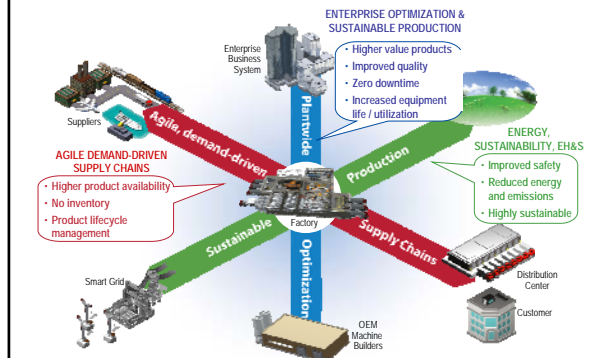 ENTERPRISE OPTIMIZATION &
SUSTAINABLE PRODUCTION
• Higher value products
• Improved quality
• Zero downtime
• Increased equipment
life / utilization
Enterprise
Business
System
Suppliers
Agile, demand-driven
Plantwide
Production
ENERGY,
SUSTAINABILITY, EH&S
• Improved safety
• Reduced energy
and emissions
• Highly sustainable
AGILE DEMAND-DRIVEN
SUPPLY CHAINS
• Higher product availability
• No inventory
• Product lifecycle
management
Factory
Sustainable
Optimization
Supply Chains
Smart Grid
OEM
Machine
Builders
Distribution
Center
Customer